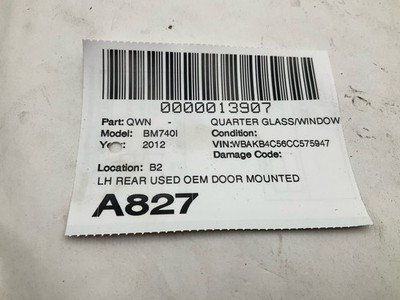 0000013907
Part: QWN - QUARTER GLASS/WINDOW
Model: BM740I Condition:
Year: 2012 VIN:WBAKB4C56CC575947
Damage Code:
Location: B2
LH REAR USED OEM DOOR MOUNTED
A827